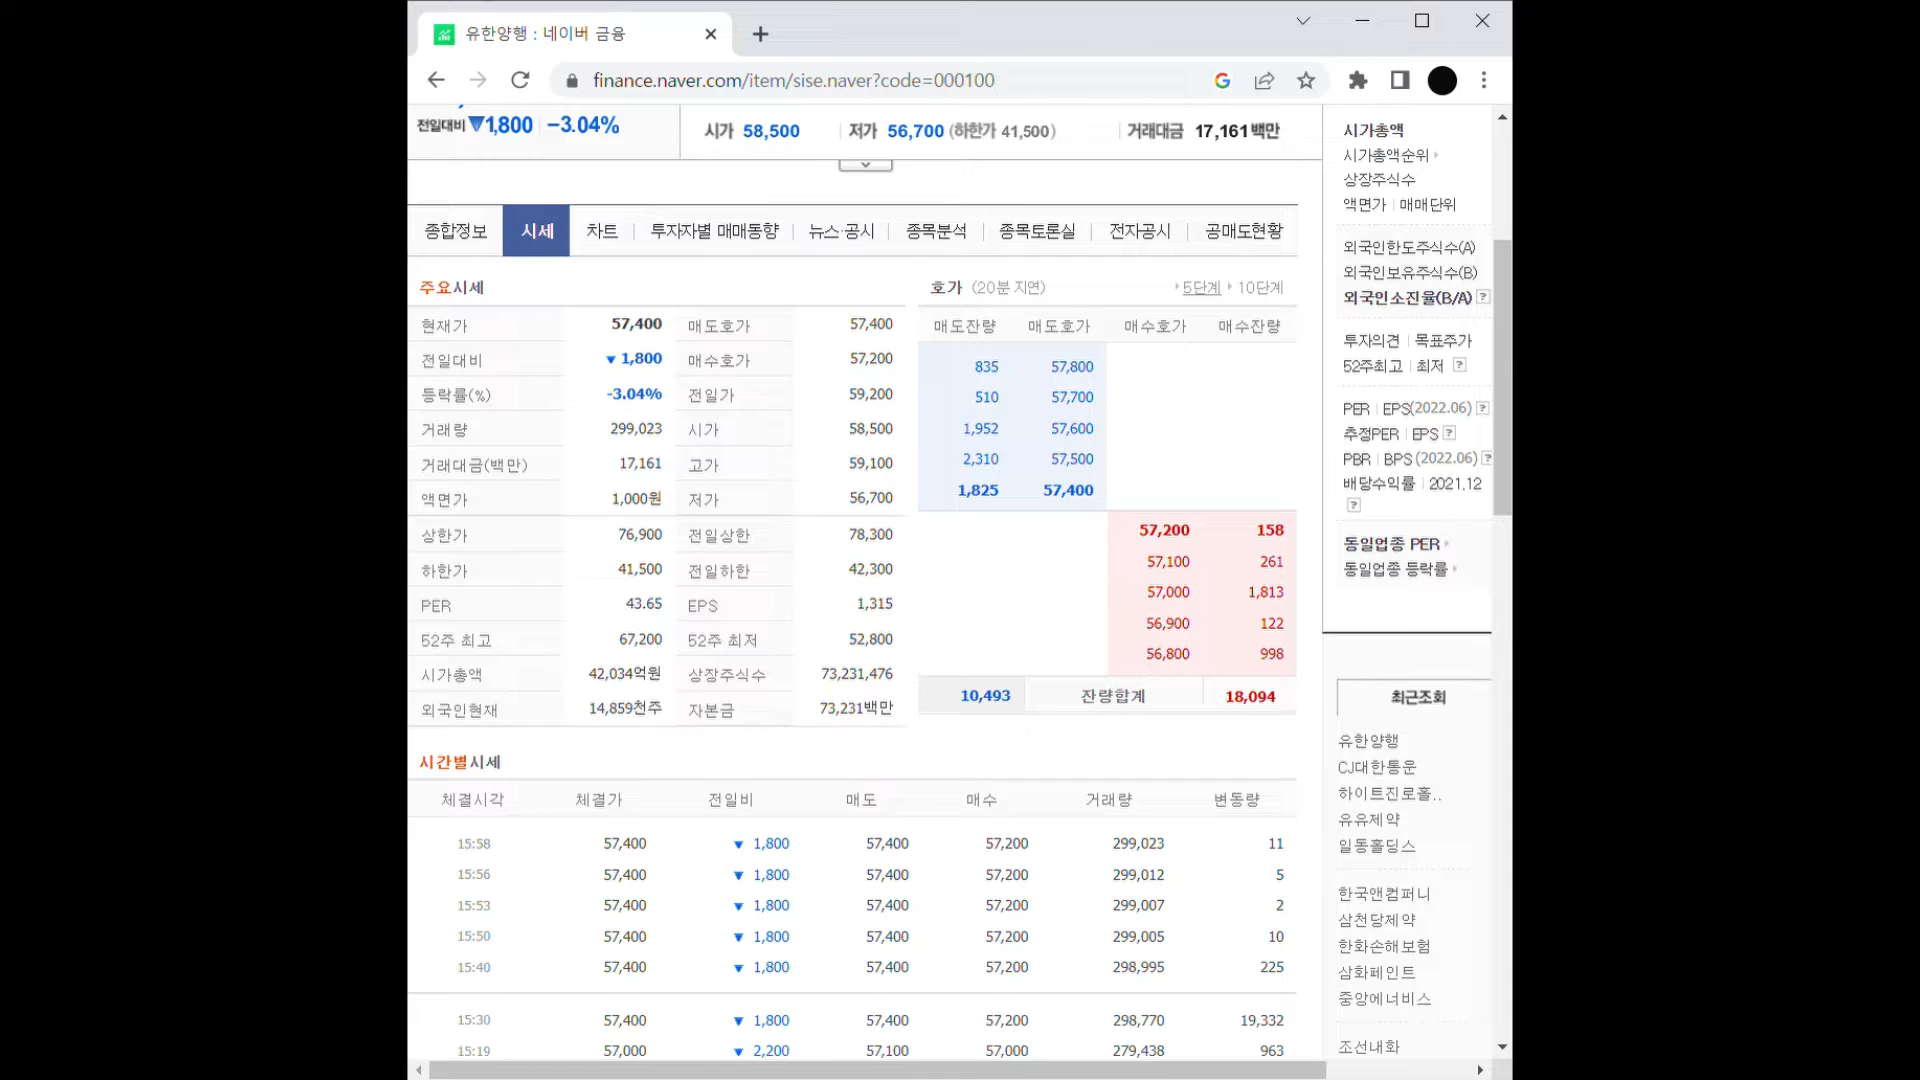 유한양행 : 네이버 금융
finance.naver.com/item/sise.naver?code=000100
전일대비 ▼1,800 −3.04%
시가 58,500 저가 56,700 (하한가 41,500) 거래대금 17,161 백만
종합정보 시세 차트 투자자별 매매동향 뉴스·공시 종목분석 종목토론실 전자공시 공매도현황
주요시세
현재가 57,400 매도호가 57,400
전일대비 ▼ 1,800 매수호가 57,200
등락률(%) -3.04% 전일가 59,200
거래량 299,023 시가 58,500
거래대금(백만) 17,161 고가 59,100
액면가 1,000원 저가 56,700
상한가 76,900 전일상한 78,300
하한가 41,500 전일하한 42,300
PER 43.65 EPS 1,315
52주 최고 67,200 52주 최저 52,800
시가총액 42,034억원 상장주식수 73,231,476
외국인현재 14,859천주 자본금 73,231백만
호가 (20분 지연) 5단계 10단계
매도잔량 매도호가 매수호가 매수잔량
835 57,800
510 57,700
1,952 57,600
2,310 57,500
1,825 57,400
57,200 158
57,100 261
57,000 1,813
56,900 122
56,800 998
10,493 잔량합계 18,094
시간별시세
체결시각 체결가 전일비 매도 매수 거래량 변동량
15:58 57,400 ▼ 1,800 57,400 57,200 299,023 11
15:56 57,400 ▼ 1,800 57,400 57,200 299,012 5
15:53 57,400 ▼ 1,800 57,400 57,200 299,007 2
15:50 57,400 ▼ 1,800 57,400 57,200 299,005 10
15:40 57,400 ▼ 1,800 57,400 57,200 298,995 225
15:30 57,400 ▼ 1,800 57,400 57,200 298,770 19,332
15:19 57,000 ▼ 2,200 57,100 57,000 279,438 963
시가총액
시가총액순위
상장주식수
액면가 | 매매단위
외국인한도주식수(A)
외국인보유주식수(B)
외국인소진율(B/A) ?
투자의견 | 목표주가
52주최고 | 최저 ?
PER | EPS(2022.06) ?
추정PER | EPS ?
PBR | BPS (2022.06) ?
배당수익률 | 2021.12
?
동일업종 PER
동일업종 등락률
최근조회
유한양행
CJ대한통운
하이트진로홀..
유유제약
일동홀딩스
한국앤컴퍼니
삼천당제약
한화손해보험
삼화페인트
중앙에너비스
조선내화